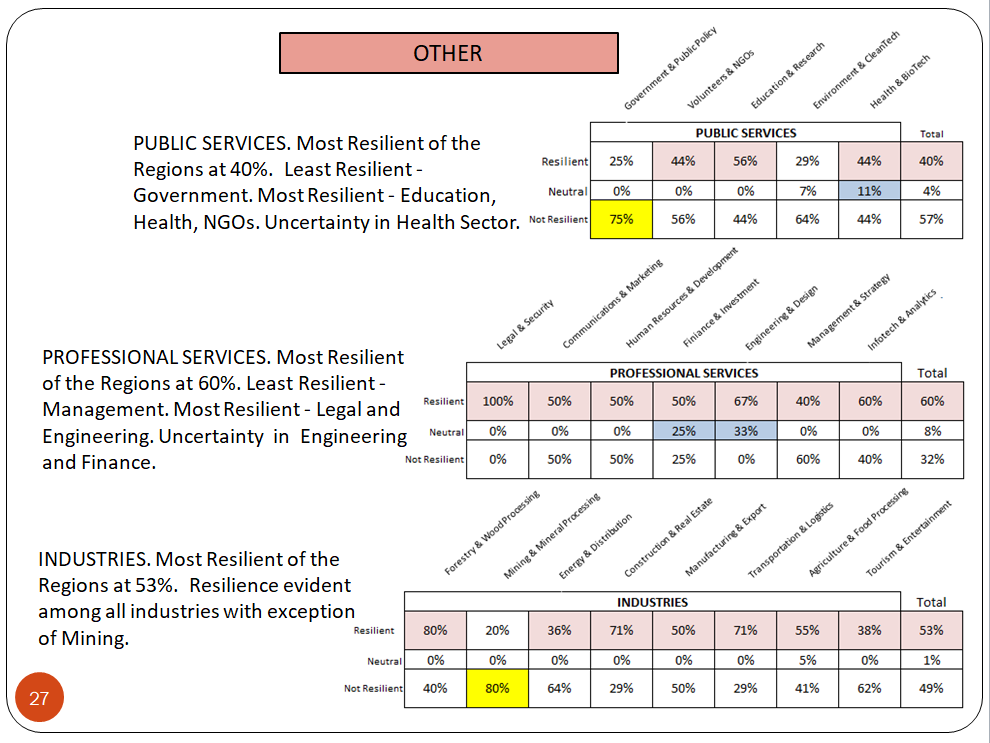 OTHER
Government & Public Policy
Volunteers & NGOs
Education & Research
Environment & CleanTech
Health & BioTech
PUBLIC SERVICES. Most Resilient of the
Regions at 40%. Least Resilient -
Government. Most Resilient - Education,
Health, NGOs. Uncertainty in Health Sector.
PUBLIC SERVICES Total
Resilient 25% 44% 56% 29% 44% 40%
Neutral 0% 0% 0% 7% 11% 4%
Not Resilient 75% 56% 44% 64% 44% 57%
Legal & Security
Communications & Marketing
Human Resources & Development
Finiance & Investment
Engineering & Design
Management & Strategy
Infotech & Analytics
PROFESSIONAL SERVICES. Most Resilient
of the Regions at 60%. Least Resilient -
Management. Most Resilient - Legal and
Engineering. Uncertainty in Engineering
and Finance.
PROFESSIONAL SERVICES Total
Resilient 100% 50% 50% 50% 67% 40% 60% 60%
Neutral 0% 0% 0% 25% 33% 0% 0% 8%
Not Resilient 0% 50% 50% 25% 0% 60% 40% 32%
Forestry & Wood Processing
Mining & Mineral Processing
Energy & Distribution
Construction & Real Estate
Manufacturing & Export
Transportation & Logistics
Agriculture & Food Processing
Tourism & Entertainment
INDUSTRIES. Most Resilient of the
Regions at 53%. Resilience evident
among all industries with exception
of Mining.
INDUSTRIES Total
Resilient 80% 20% 36% 71% 50% 71% 55% 38% 53%
Neutral 0% 0% 0% 0% 0% 0% 5% 0% 1%
Not Resilient 40% 80% 64% 29% 50% 29% 41% 62% 49%
27